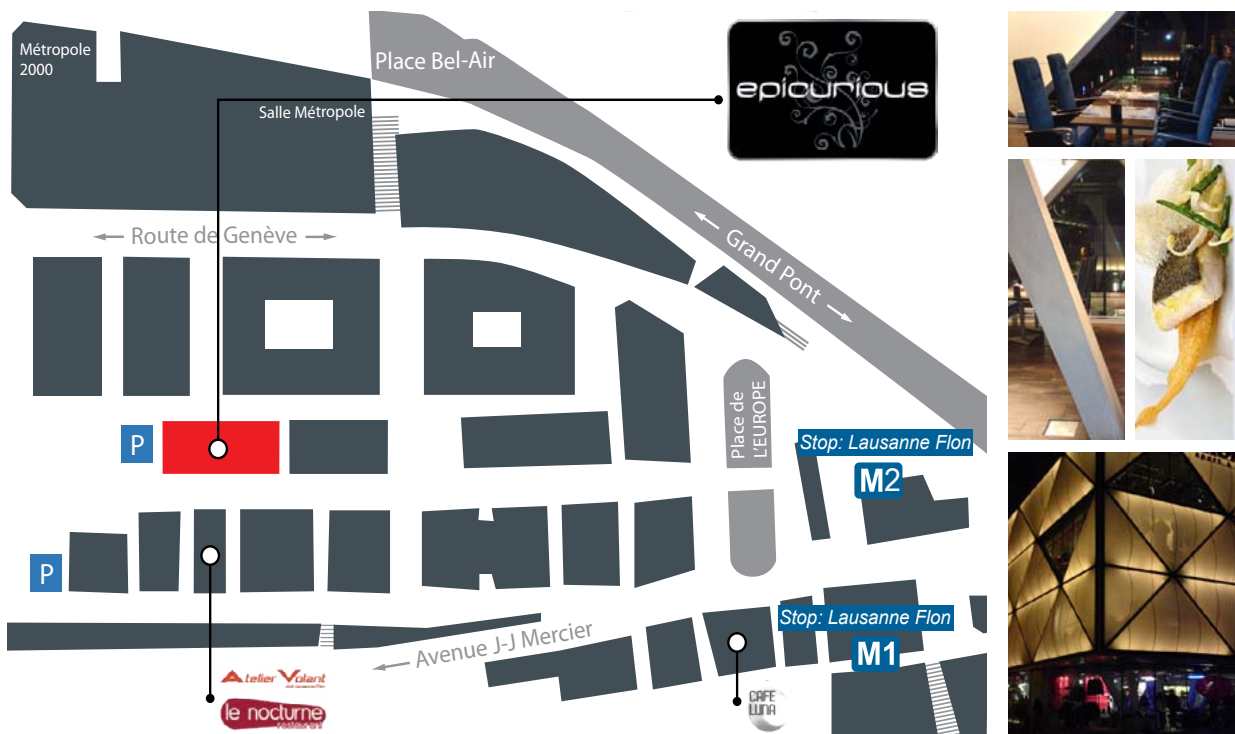 Métropole
2000
Place Bel-Air
epicurious
Salle Métropole
Route de Genève
Grand Pont
Place de
L'EUROPE
P
Stop: Lausanne Flon
M2
P
Stop: Lausanne Flon
M1
Avenue J-J Mercier
Atelier Volant
le nocturne
restaurant
CAFE
LUNA